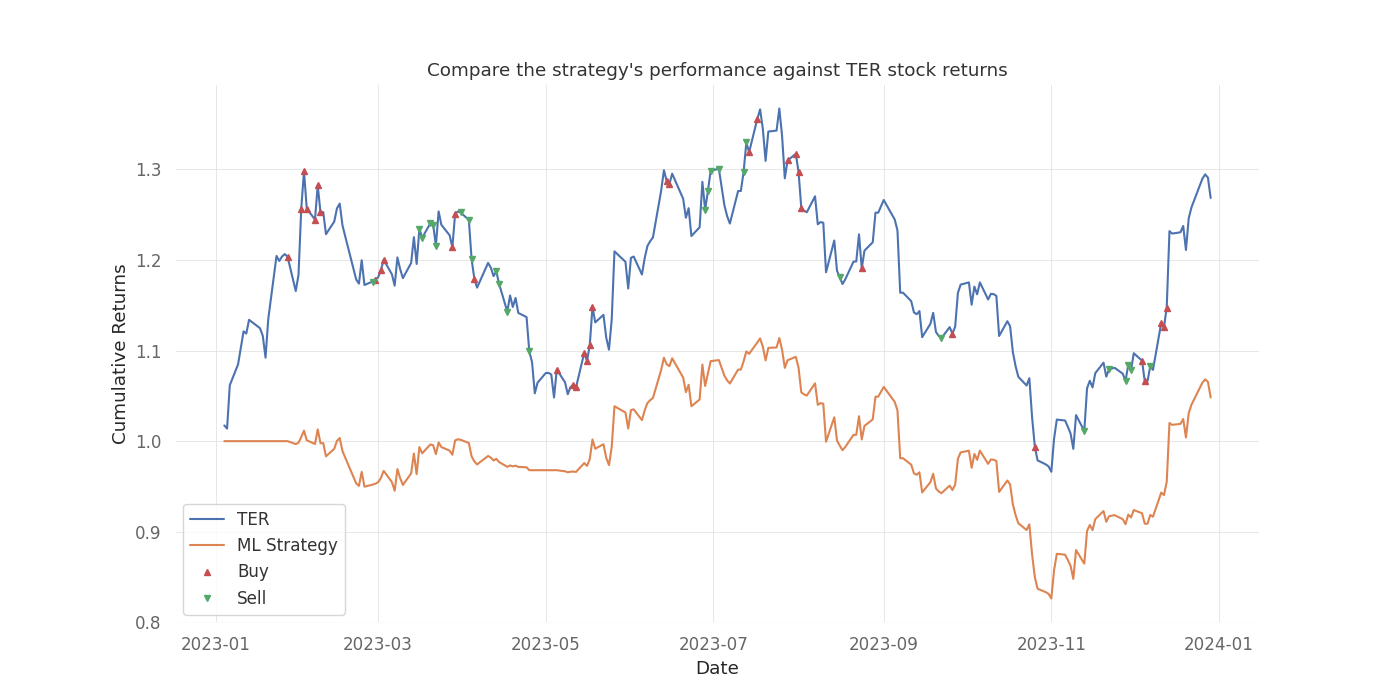 Compare the strategy's performance against TER stock returns
Cumulative Returns
1.3
1.2
1.1
1.0
0.9
0.8
TER
ML Strategy
Buy
Sell
2023-01
2023-03
2023-05
2023-07
2023-09
2023-11
2024-01
Date